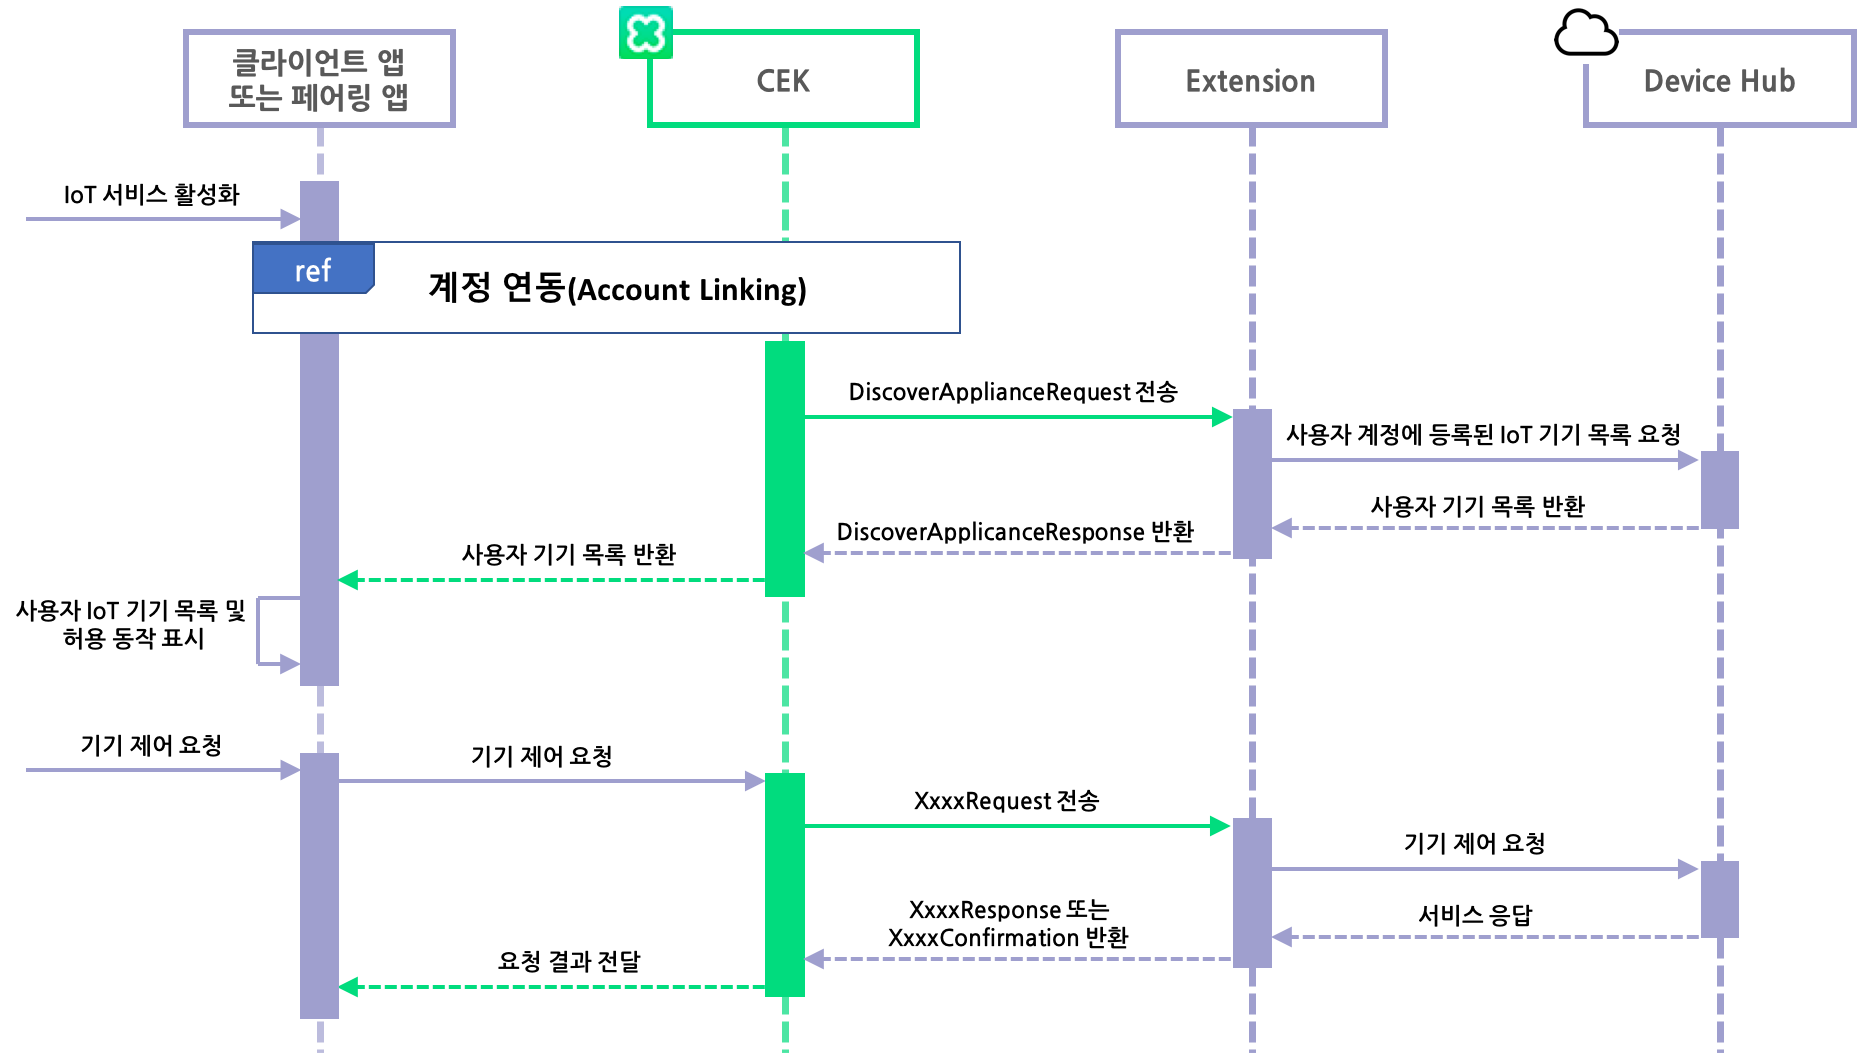 클라이언트 앱
또는 페어링 앱
CEK
Extension
Device Hub
IoT 서비스 활성화
ref
계정 연동(Account Linking)
DiscoverApplianceRequest 전송
사용자 계정에 등록된 IoT 기기 목록 요청
사용자 기기 목록 반환
DiscoverApplicanceResponse 반환
사용자 기기 목록 반환
사용자 IoT 기기 목록 및
허용 동작 표시
기기 제어 요청
기기 제어 요청
XxxxRequest 전송
기기 제어 요청
서비스 응답
XxxxResponse 또는
XxxxConfirmation 반환
요청 결과 전달